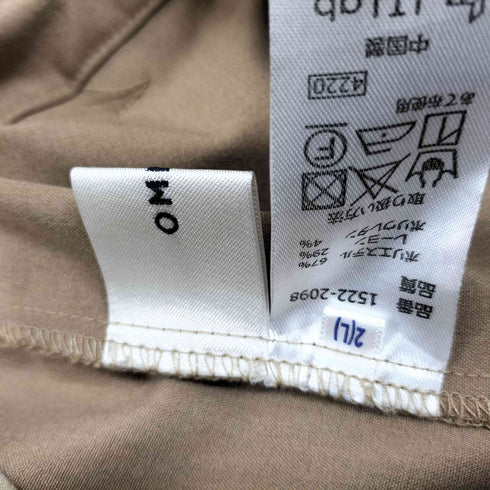 2(L)
品番 1522-2098
品質
ポリエステル 67%
レーヨン 29%
ポリウレタン 4%
取り扱い方法
F
あて布使用
4220
中国製